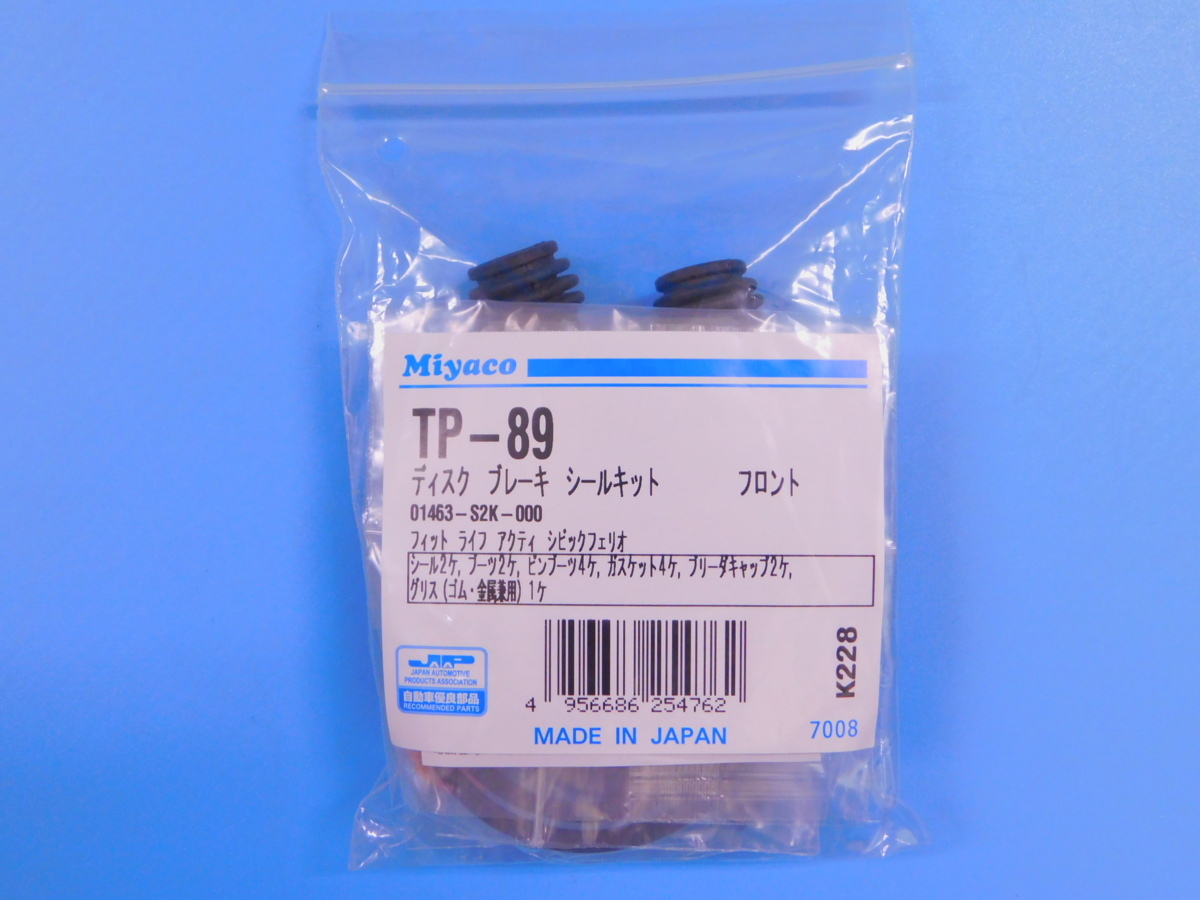 Miyaco
TP-89
ディスク ブレーキ シールキット フロント
01463-S2K-000
フィット ライフ アクティ シビックフェリオ
シール2ケ, ブーツ2ケ, ピンブーツ4ケ, ガスケット4ケ, ブリーダキャップ2ケ,
グリス (ゴム・金属兼用) 1ケ
JAPAN AUTOMOTIVE
PRODUCTS ASSOCIATION
自動車優良部品
RECOMMENDED PARTS
4 956686 254762
K228
MADE IN JAPAN
7008